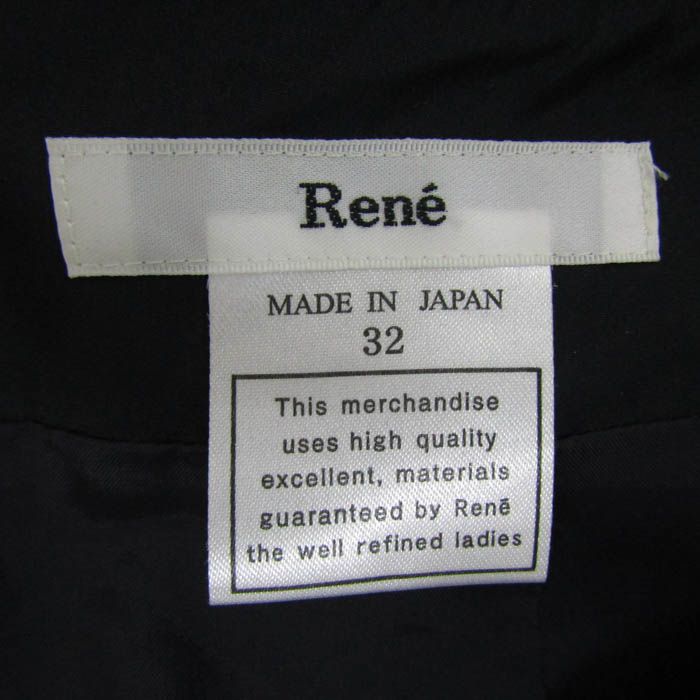 René
MADE IN JAPAN
32
This merchandise
uses high quality
excellent, materials
guaranteed by René
the well refined ladies